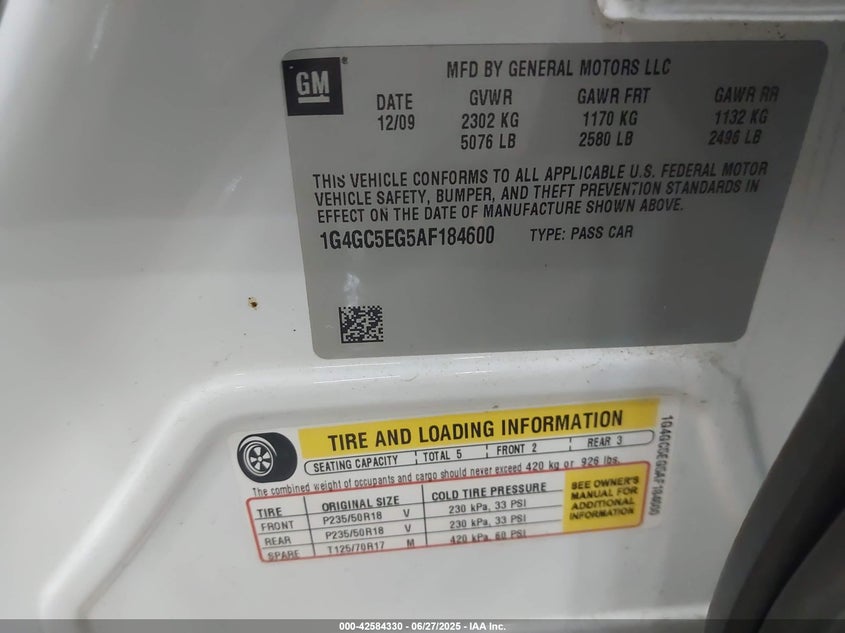 GM ®
MFD BY GENERAL MOTORS LLC
DATE GVWR GAWR FRT GAWR RR
12/09 2302 KG 1170 KG 1132 KG
5076 LB 2580 LB 2496 LB
THIS VEHICLE CONFORMS TO ALL APPLICABLE U.S. FEDERAL MOTOR
VEHICLE SAFETY, BUMPER, AND THEFT PREVENTION STANDARDS IN
EFFECT ON THE DATE OF MANUFACTURE SHOWN ABOVE.
1G4GC5EG5AF184600 TYPE: PASS CAR
TIRE AND LOADING INFORMATION
SEATING CAPACITY TOTAL 5 FRONT 2 REAR 3
The combined weight of occupants and cargo should never exceed 420 kg or 926 lbs.
TIRE ORIGINAL SIZE COLD TIRE PRESSURE
FRONT P235/50R18 V 230 kPa, 33 PSI
REAR P235/50R18 V 230 kPa, 33 PSI
SPARE T125/70R17 M 420 kPa, 60 PSI
SEE OWNER'S
MANUAL FOR
ADDITIONAL
INFORMATION
1G4GC5EG5AF184600
000-42584330 - 06/27/2025 - IAA Inc.